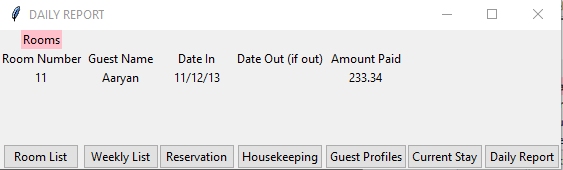 DAILY REPORT
Rooms
Room Number Guest Name Date In Date Out (if out) Amount Paid
11 Aaryan 11/12/13 233.34
Room List Weekly List Reservation Housekeeping Guest Profiles Current Stay Daily Report